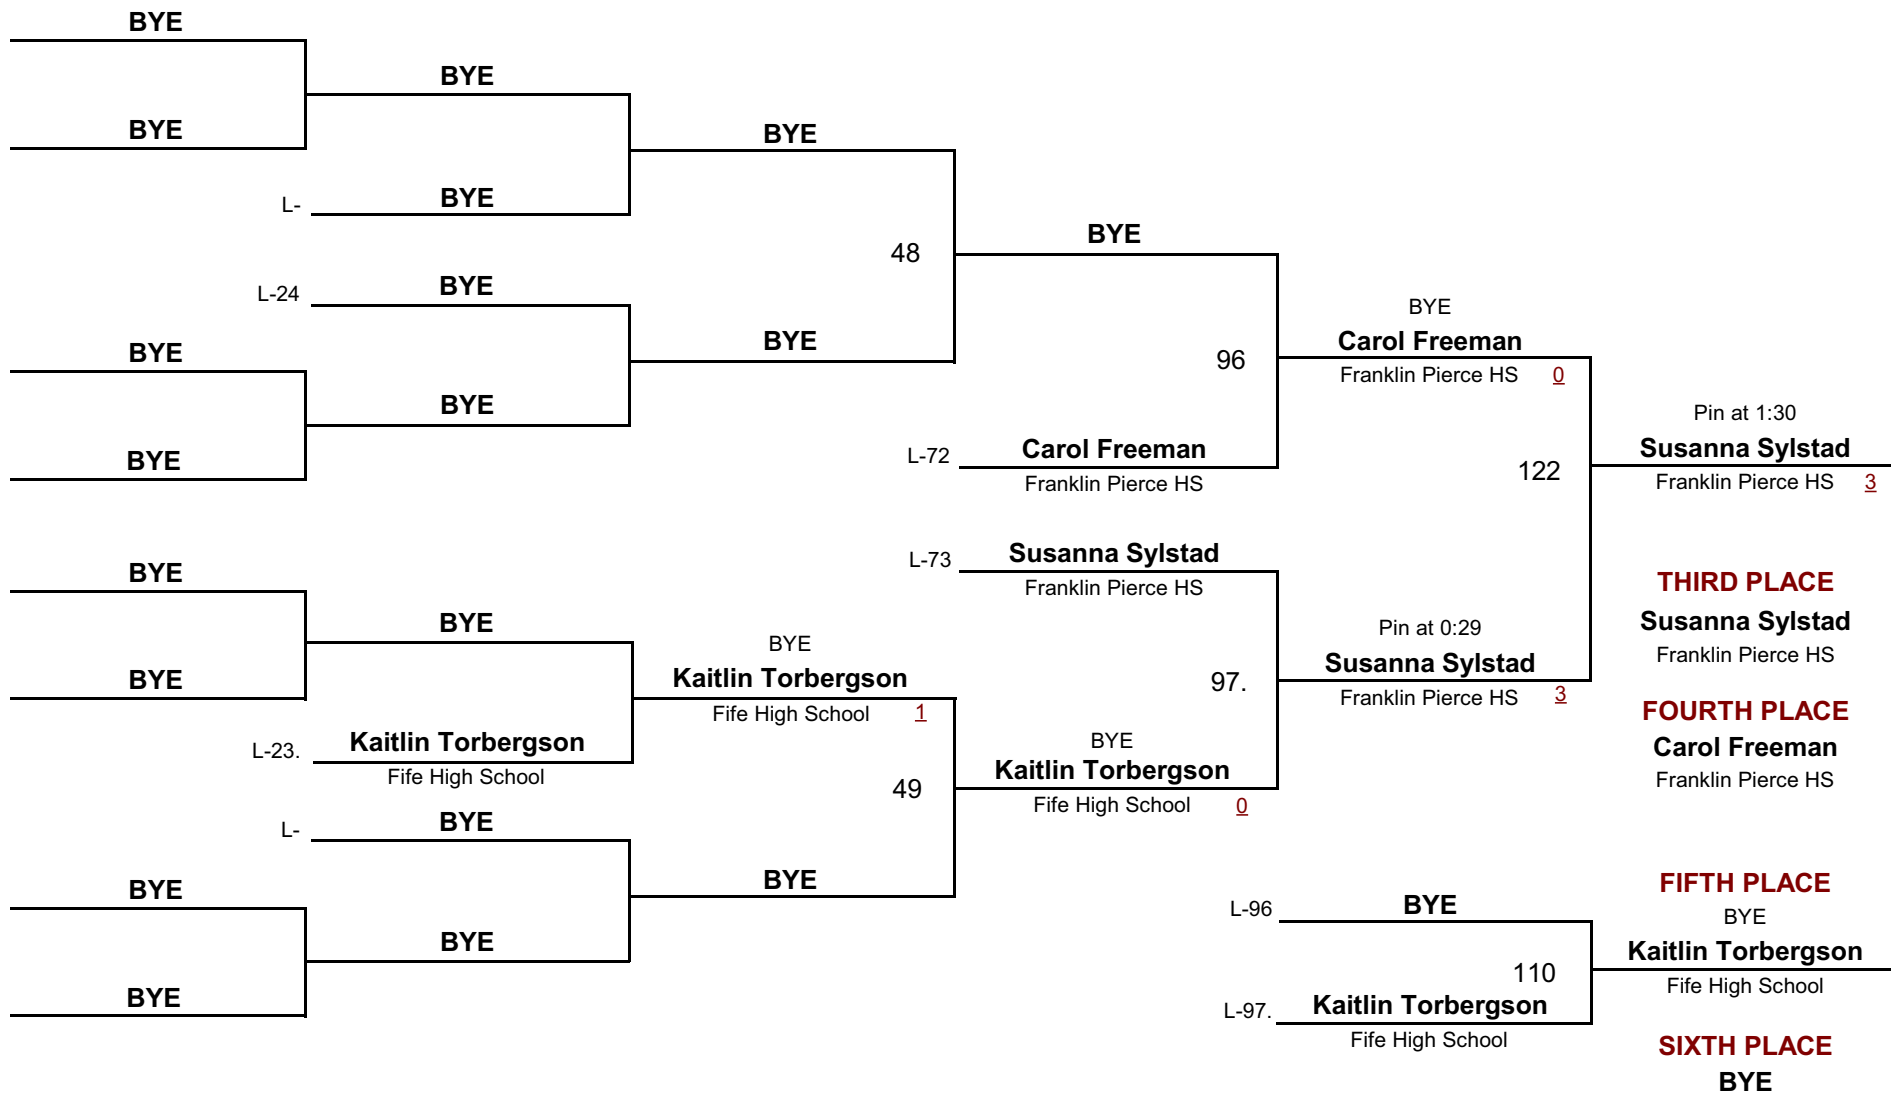 BYE
BYE
BYE
BYE
BYE
L-
BYE
48
BYE
L-24
BYE
BYE
Carol Freeman
BYE
BYE
96
Franklin Pierce HS 0
BYE
Pin at 1:30
Carol Freeman
Susanna Sylstad
L-72
BYE
122
Franklin Pierce HS
Franklin Pierce HS 3
Susanna Sylstad
L-73
BYE
THIRD PLACE
Franklin Pierce HS
BYE
Susanna Sylstad
Pin at 0:29
BYE
Franklin Pierce HS
Susanna Sylstad
Kaitlin Torbergson
BYE
97.
Franklin Pierce HS 3
Fife High School 1
FOURTH PLACE
Kaitlin Torbergson
BYE
Carol Freeman
L-23.
Kaitlin Torbergson
Fife High School
Franklin Pierce HS
49
Fife High School 0
BYE
L-
BYE
BYE
FIFTH PLACE
BYE
L-96
BYE
BYE
Kaitlin Torbergson
110
Fife High School
BYE
Kaitlin Torbergson
L-97.
Fife High School
SIXTH PLACE
BYE